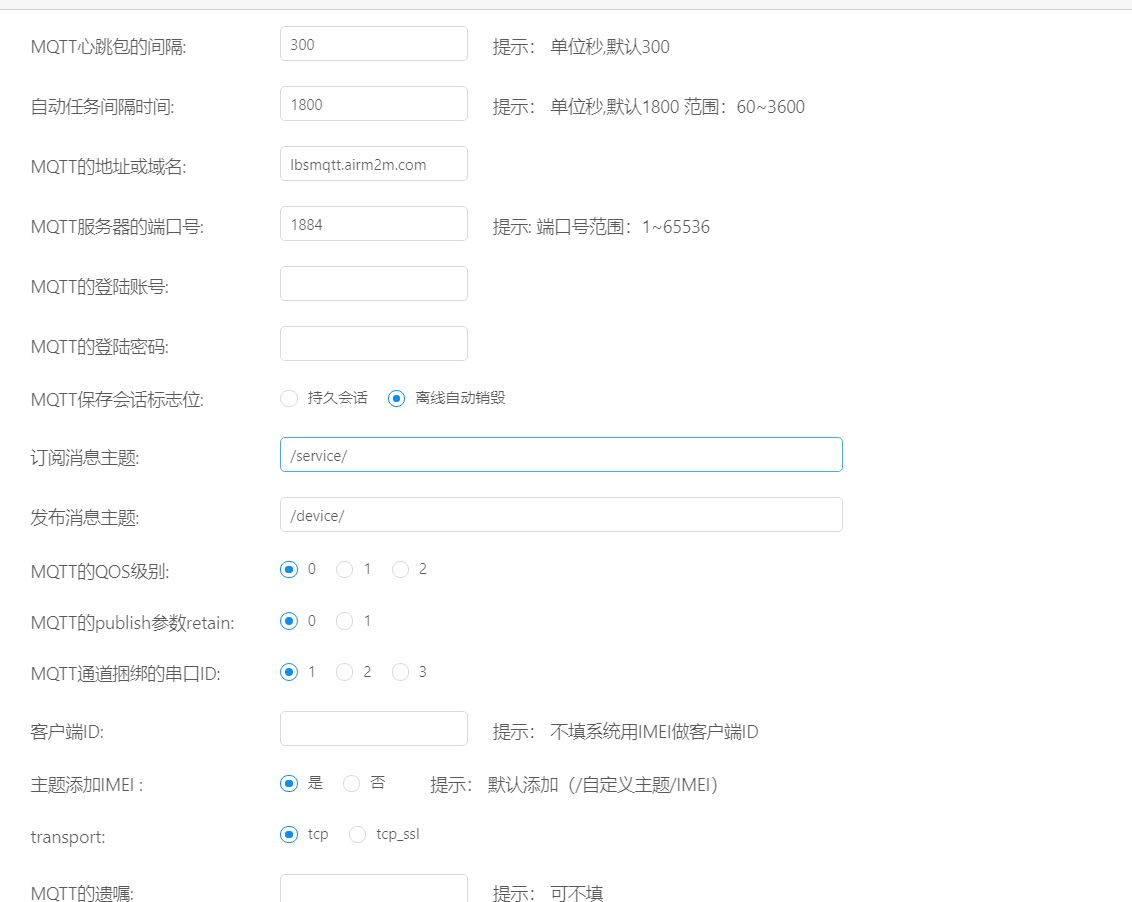 MQTT心跳包的间隔: 300 提示： 单位秒,默认300
自动任务间隔时间: 1800 提示： 单位秒,默认1800 范围：60~3600
MQTT的地址或域名: lbsmqtt.airm2m.com
MQTT服务器的端口号: 1884 提示: 端口号范围：1~65536
MQTT的登陆账号:
MQTT的登陆密码:
MQTT保存会话标志位: 持久会话 离线自动销毁
订阅消息主题: /service/
发布消息主题: /device/
MQTT的QOS级别: 0 1 2
MQTT的publish参数retain: 0 1
MQTT通道捆绑的串口ID: 1 2 3
客户端ID: 提示： 不填系统用IMEI做客户端ID
主题添加IMEI : 是 否 提示： 默认添加（/自定义主题/IMEI）
transport: tcp tcp_ssl
MQTT的遗嘱: 提示： 可不填